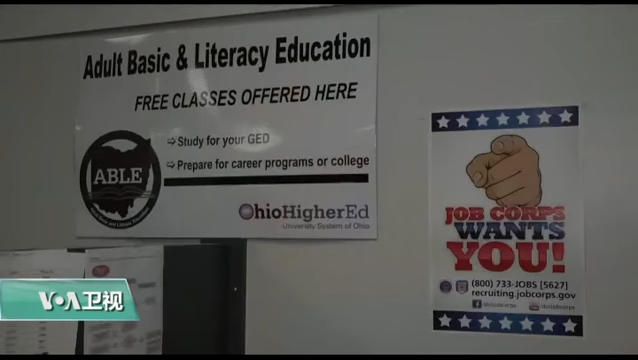 Adult Basic & Literacy Education
FREE CLASSES OFFERED HERE
⇨Study for your GED
⇨Prepare for career programs or college
ABLE
OhioHigherEd
University System of Ohio
JOB CORPS
WANTS
YOU!
(800) 733-JOBS [5627]
recruiting.jobcorps.gov
VOA卫视